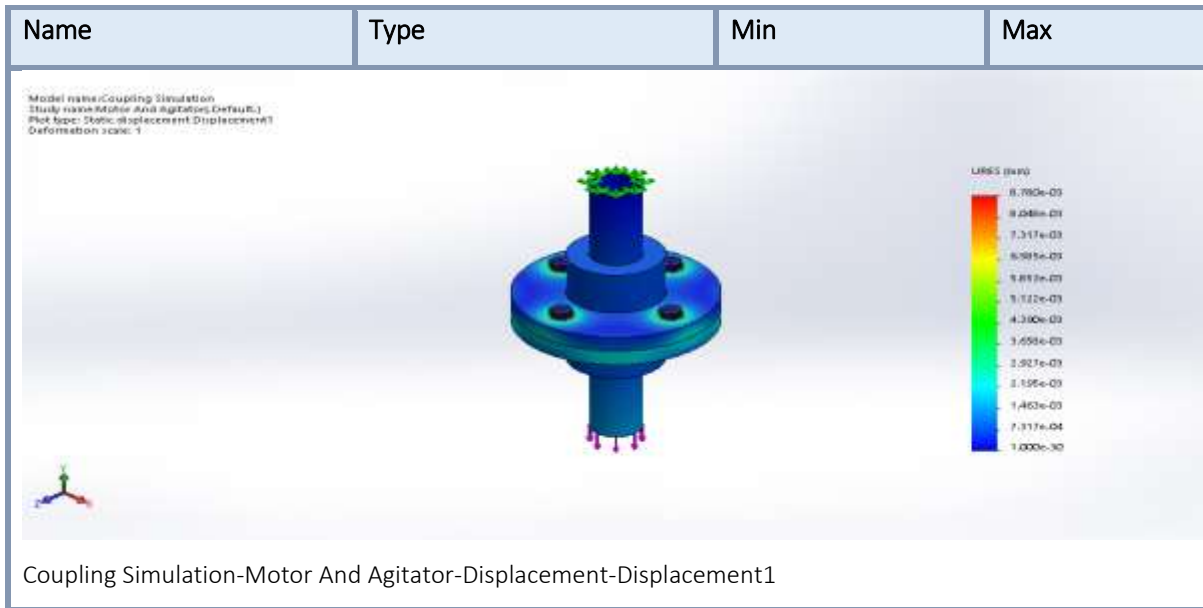 Name Type Min Max
Model name:Coupling Simulation
Study name:Motor And Agitator(-Default-)
Plot type: Static displacement Displacement1
Deformation scale: 1
URES (mm)
8.780e-03
8.048e-03
7.317e-03
6.585e-03
5.853e-03
5.122e-03
4.390e-03
3.658e-03
2.927e-03
2.195e-03
1.463e-03
7.317e-04
1.000e-30
Y
Z X
Coupling Simulation-Motor And Agitator-Displacement-Displacement1